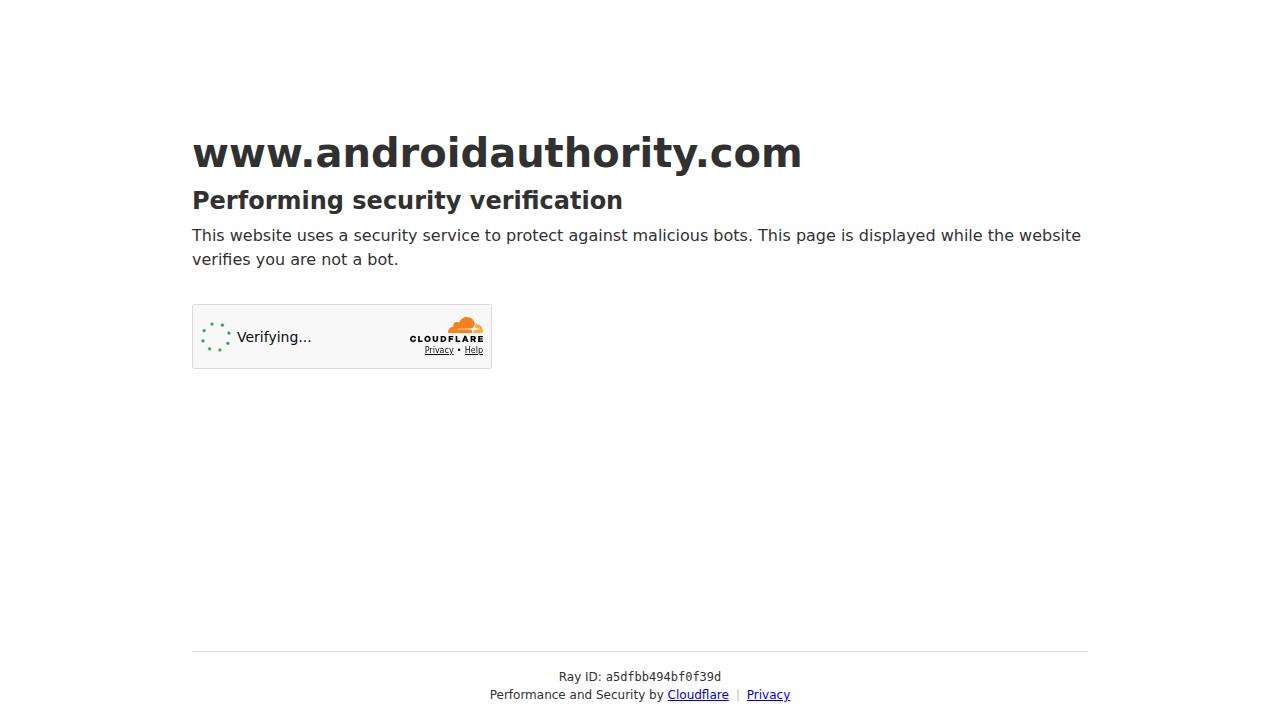 www.androidauthority.com
Performing security verification
This website uses a security service to protect against malicious bots. This page is displayed while the website
verifies you are not a bot.
Verifying...
CLOUDFLARE
Privacy • Help
Ray ID: a5dfbb494bf0f39d
Performance and Security by Cloudflare | Privacy